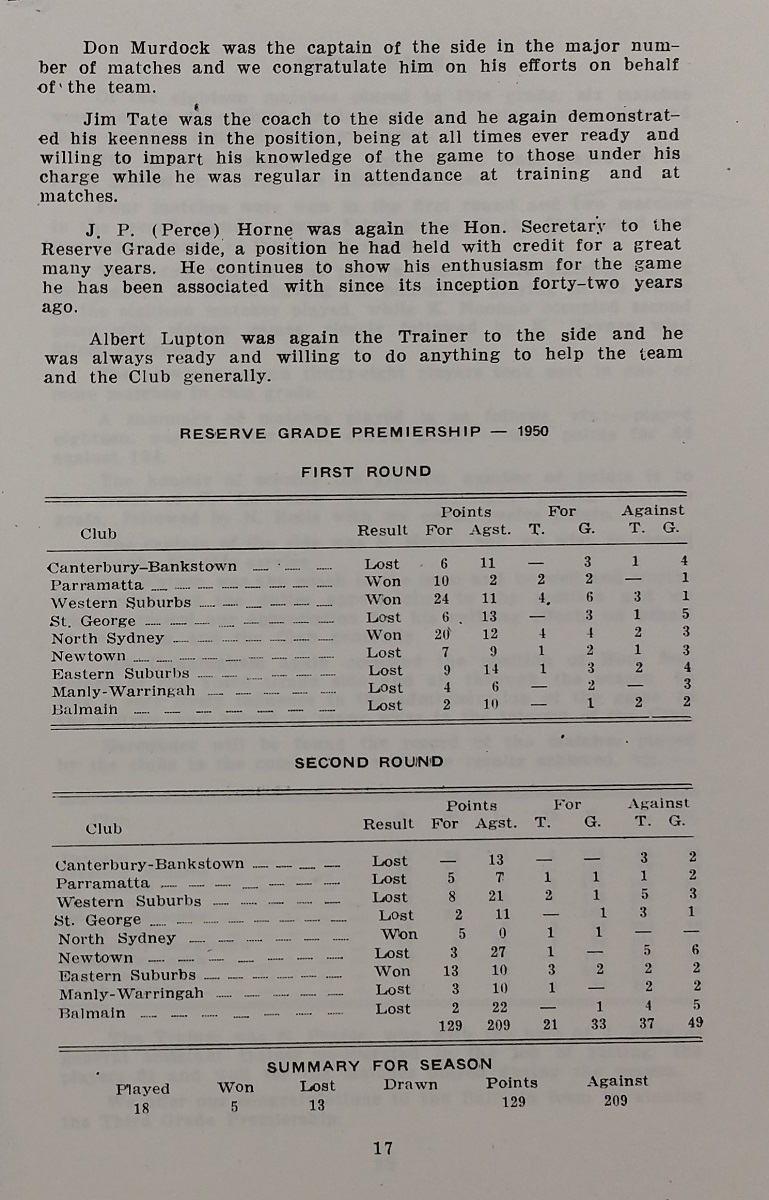 Don Murdock was the captain of the side in the major num-
ber of matches and we congratulate him on his efforts on behalf
of the team.
Jim Tate was the coach to the side and he again demonstrat-
ed his keenness in the position, being at all times ever ready and
willing to impart his knowledge of the game to those under his
charge while he was regular in attendance at training and at
matches.
J. P. (Perce) Horne was again the Hon. Secretary to the
Reserve Grade side, a position he had held with credit for a great
many years. He continues to show his enthusiasm for the game
he has been associated with since its inception forty-two years
ago.
Albert Lupton was again the Trainer to the side and he
was always ready and willing to do anything to help the team
and the Club generally.
RESERVE GRADE PREMIERSHIP — 1950
FIRST ROUND
Points For Against
Club Result For Agst. T. G. T. G.
Canterbury-Bankstown Lost 6 11 — 3 1 4
Parramatta Won 10 2 2 2 — 1
Western Suburbs Won 24 11 4 6 3 1
St. George Lost 6 13 — 3 1 5
North Sydney Won 20 12 4 4 2 3
Newtown Lost 7 9 1 2 1 3
Eastern Suburbs Lost 9 14 1 3 2 4
Manly-Warringah Lost 4 6 — 2 — 3
Balmain Lost 2 10 — 1 2 2
SECOND ROUND
Points For Against
Club Result For Agst. T. G. T. G.
Canterbury-Bankstown Lost — 13 — — 3 2
Parramatta Lost 5 7 1 1 1 2
Western Suburbs Lost 8 21 2 1 5 3
St. George Lost 2 11 — 1 3 1
North Sydney Won 5 0 1 1 — —
Newtown Lost 3 27 1 — 5 6
Eastern Suburbs Won 13 10 3 2 2 2
Manly-Warringah Lost 3 10 1 — 2 2
Balmain Lost 2 22 — 1 4 5
129 209 21 33 37 49
SUMMARY FOR SEASON
Played Won Lost Drawn Points Against
18 5 13 129 209
17